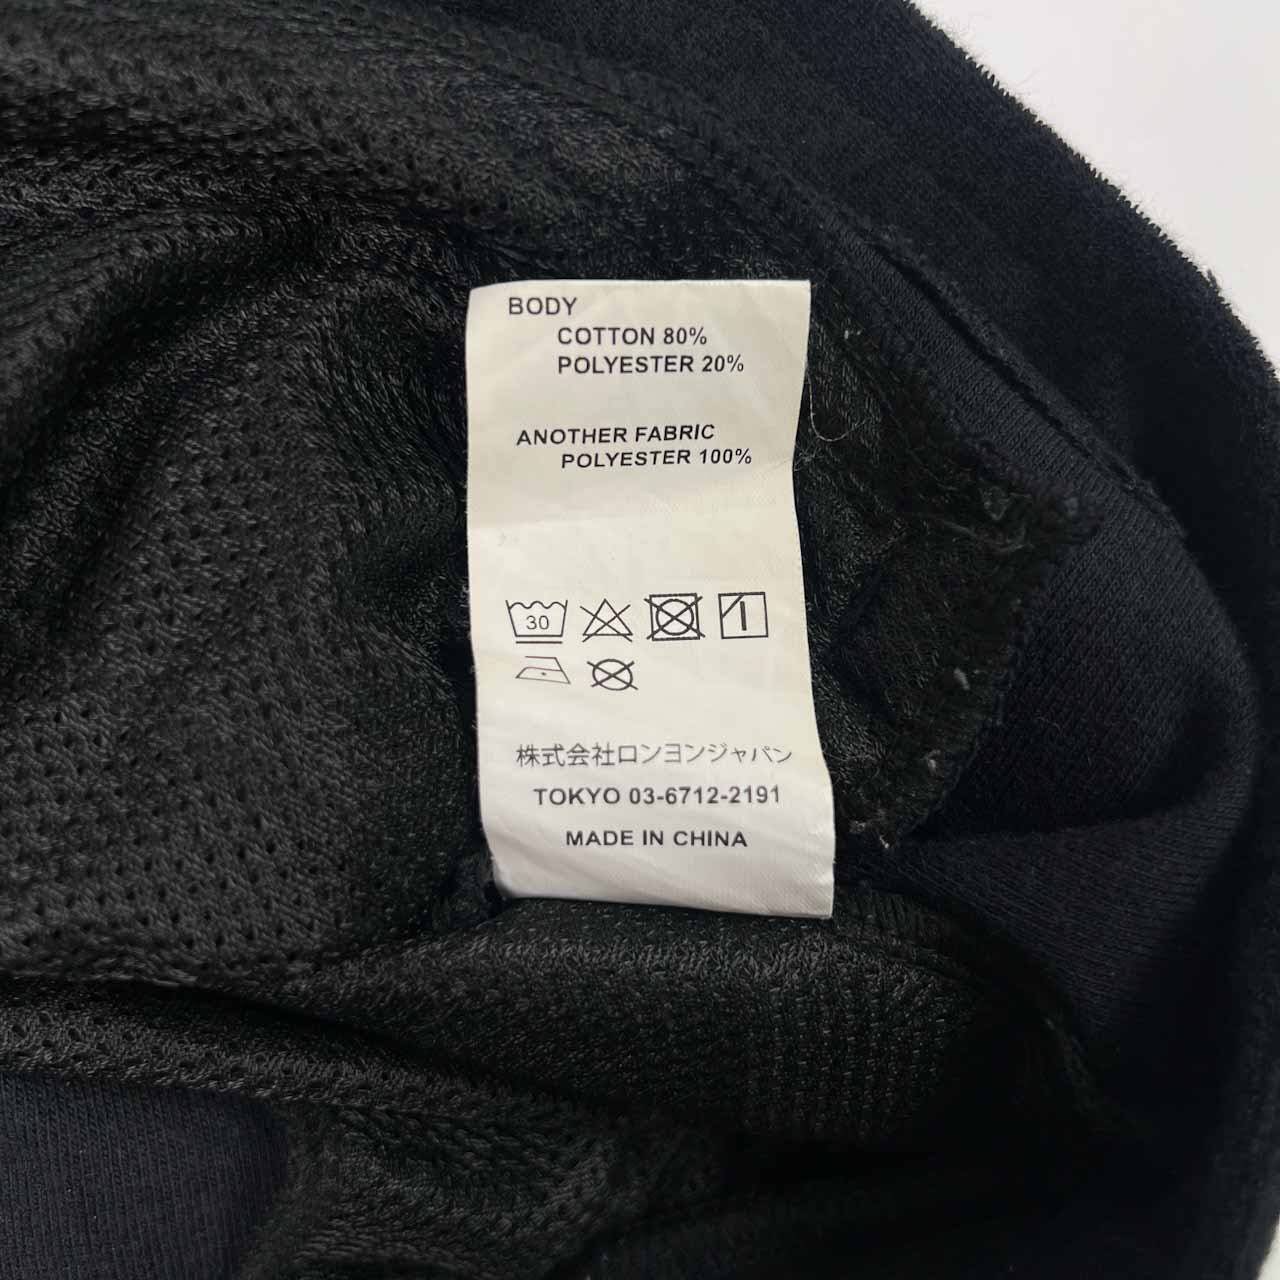 BODY
COTTON 80%
POLYESTER 20%
ANOTHER FABRIC
POLYESTER 100%
30
株式会社ロンヨンジャパン
TOKYO 03-6712-2191
MADE IN CHINA